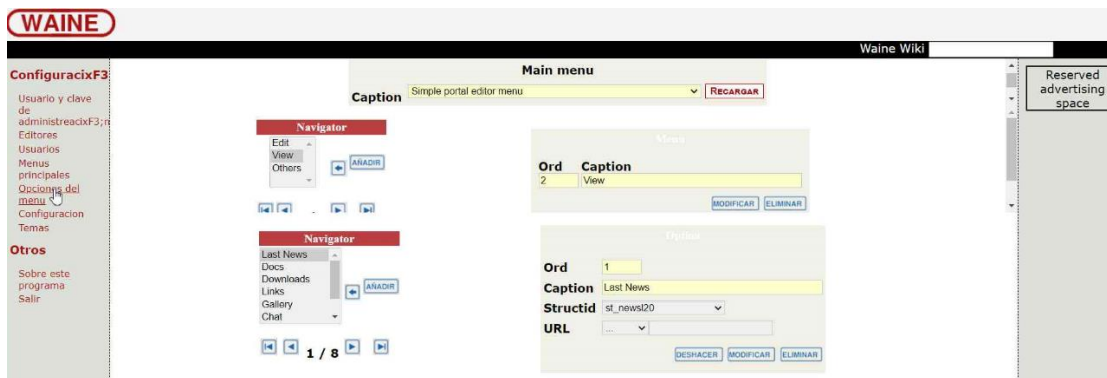 WAINE
Waine Wiki
ConfiguracixF3
Usuario y clave
de
administreacixF3;n
Editores
Usuarios
Menus
principales
Opciones del
menu
Configuracion
Temas
Otros
Sobre este
programa
Salir
Main menu
Caption Simple portal editor menu RECARGAR
Navigator
Edit
View
Others
AÑADIR
Menu
Ord Caption
2 View
MODIFICAR ELIMINAR
Navigator
Last News
Docs
Downloads
Links
Gallery
Chat
AÑADIR
1 / 8
Option
Ord 1
Caption Last News
Structid st_newsl20
URL ...
DESHACER MODIFICAR ELIMINAR
Reserved
advertising
space